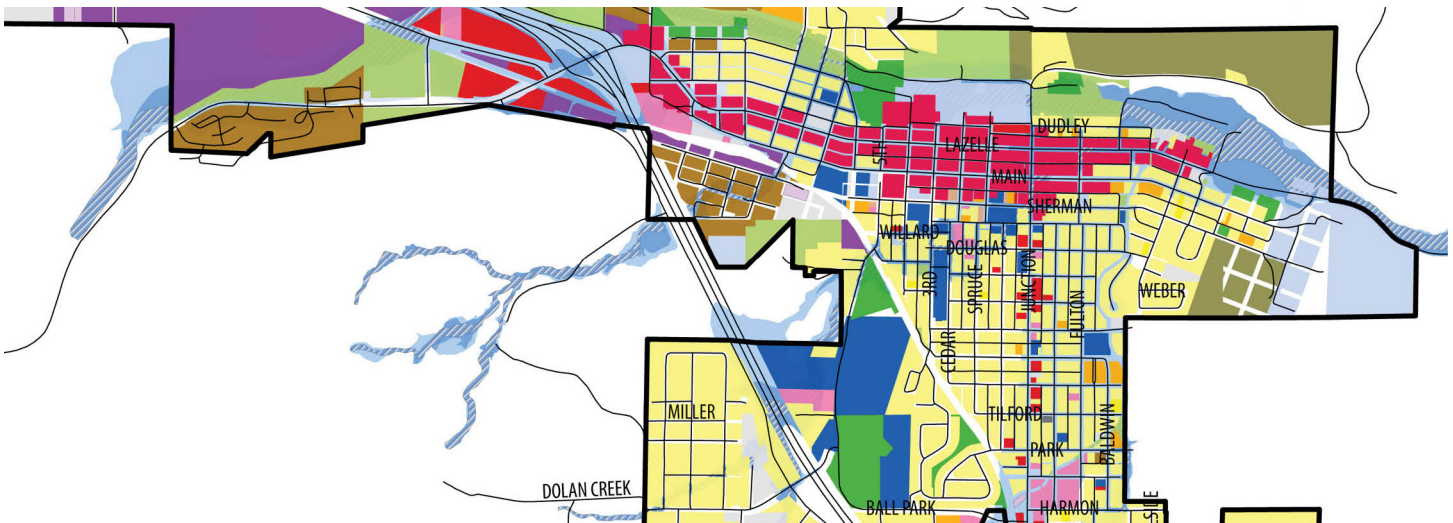 DUDLEY
LAZELLE
5TH
MAIN
SHERMAN
WILLARD
DOUGLAS
3RD
SPRUCE
JUNCTION
FULTON
WEBER
CEDAR
MILLER
TILFORD
BALDWIN
PARK
DOLAN CREEK
BALL PARK
HARMON
SIDE